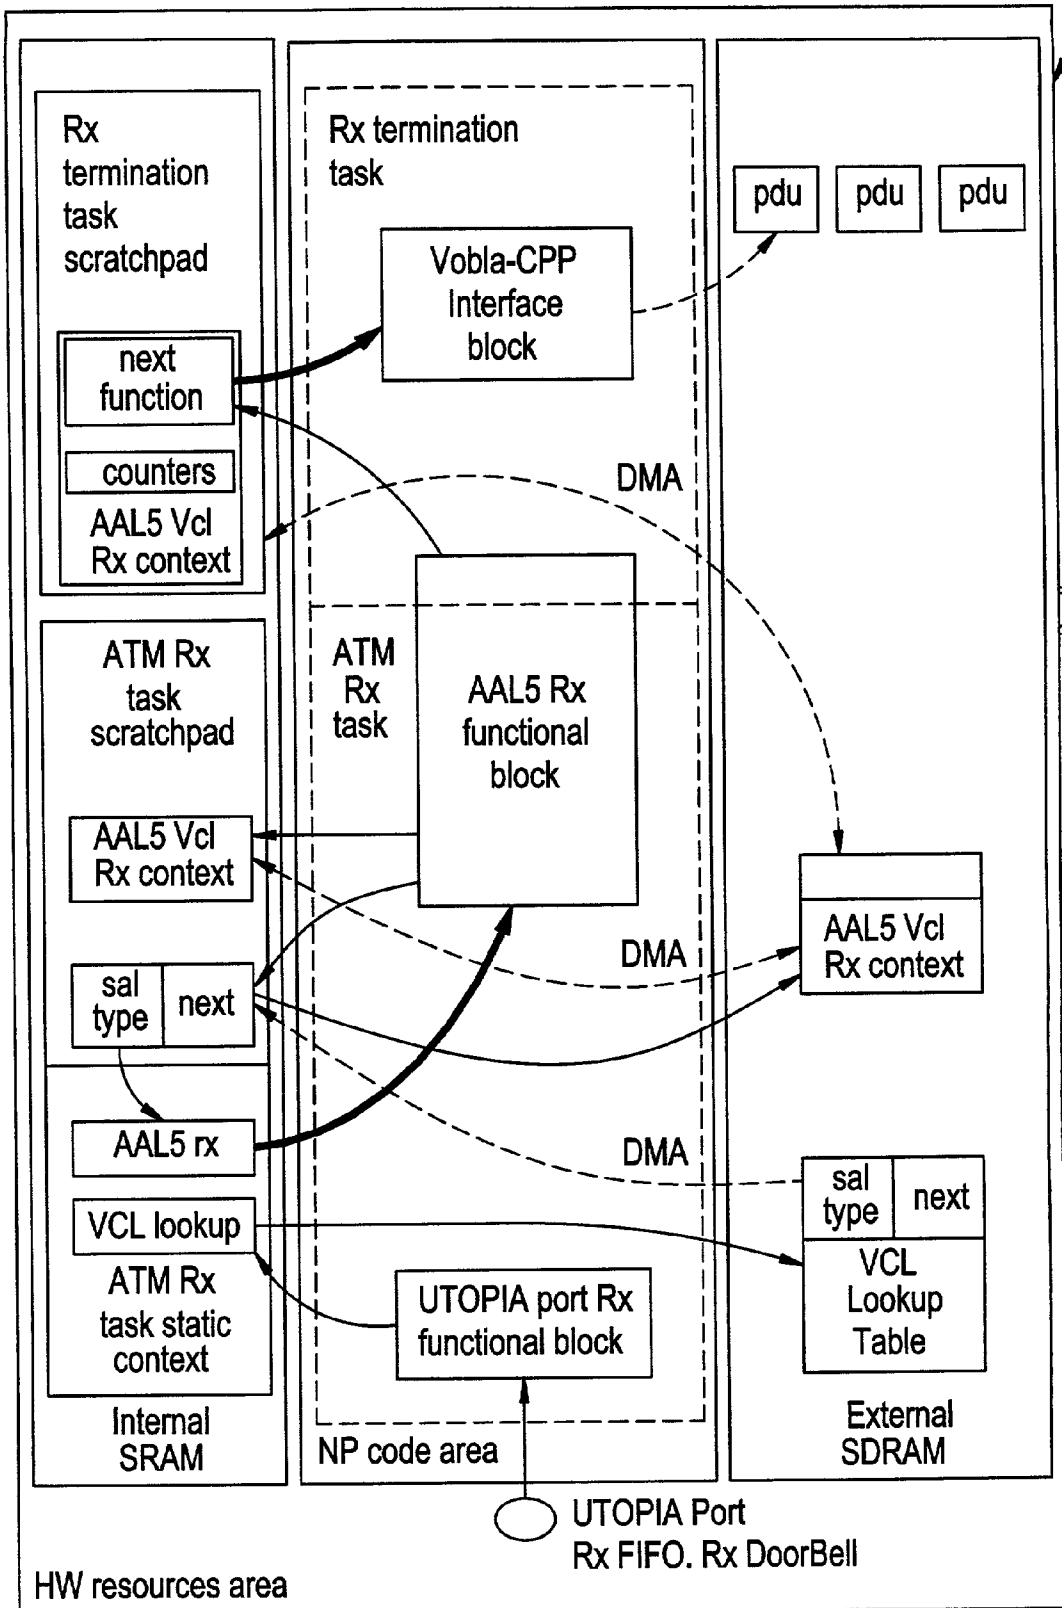 Rx
termination
task
scratchpad
next
function
counters
AAL5 Vcl
Rx context
ATM Rx
task
scratchpad
AAL5 Vcl
Rx context
sal
type
next
AAL5 rx
VCL lookup
ATM Rx
task static
context
Internal
SRAM
Rx termination
task
Vobla-CPP
Interface
block
DMA
ATM
Rx
task
AAL5 Rx
functional
block
DMA
DMA
UTOPIA port Rx
functional block
NP code area
pdu
pdu
pdu
AAL5 Vcl
Rx context
sal
type
next
VCL
Lookup
Table
External
SDRAM
UTOPIA Port
Rx FIFO. Rx DoorBell
HW resources area